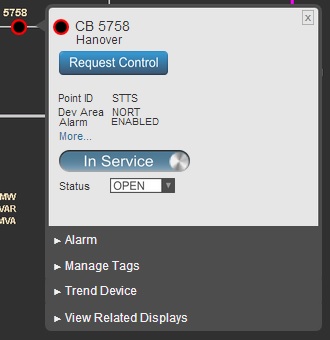 5758
CB 5758
Hanover
Request Control
Point ID STTS
Dev Area NORT
Alarm ENABLED
More...
In Service
Status OPEN
MW
VAR
MVA
Alarm
Manage Tags
Trend Device
View Related Displays